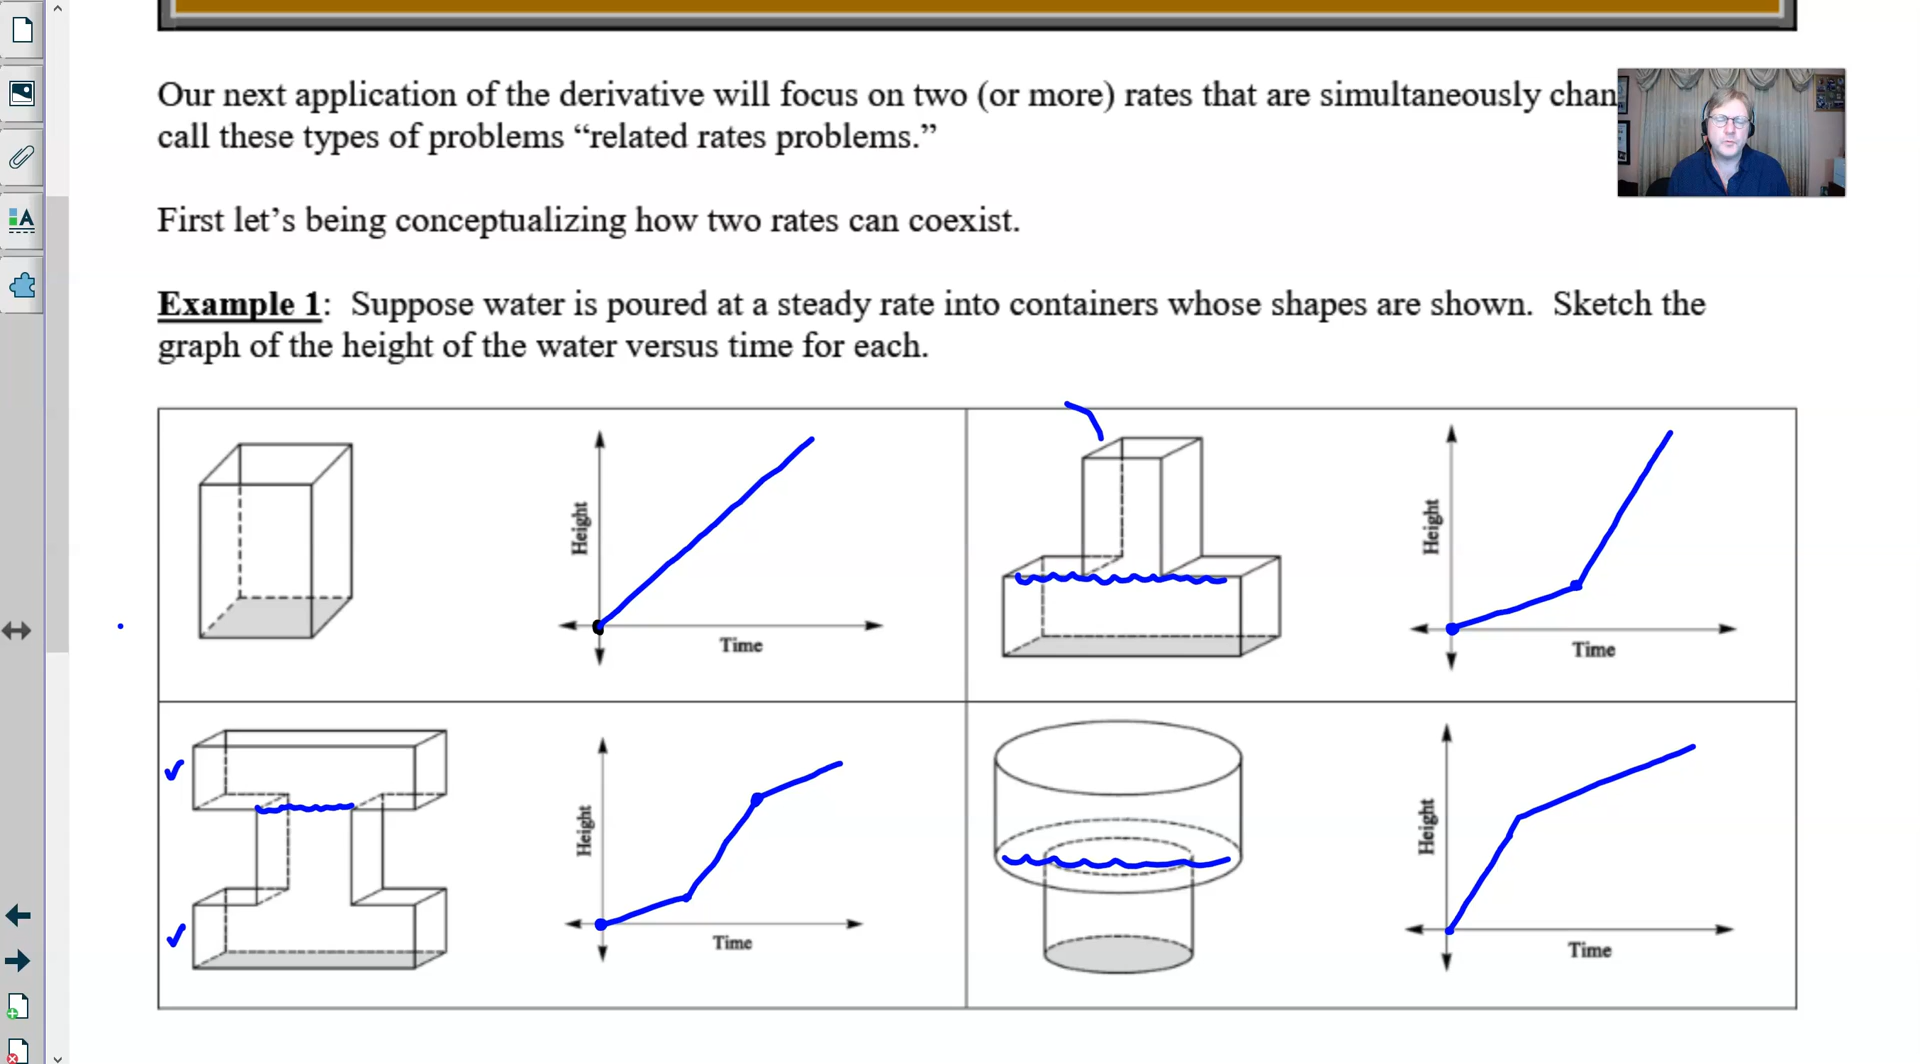 Our next application of the derivative will focus on two (or more) rates that are simultaneously chan
call these types of problems “related rates problems.”
First let’s being conceptualizing how two rates can coexist.
Example 1:  Suppose water is poured at a steady rate into containers whose shapes are shown.  Sketch the
graph of the height of the water versus time for each.
Height
Time
Height
Time
Height
Time
Height
Time
A